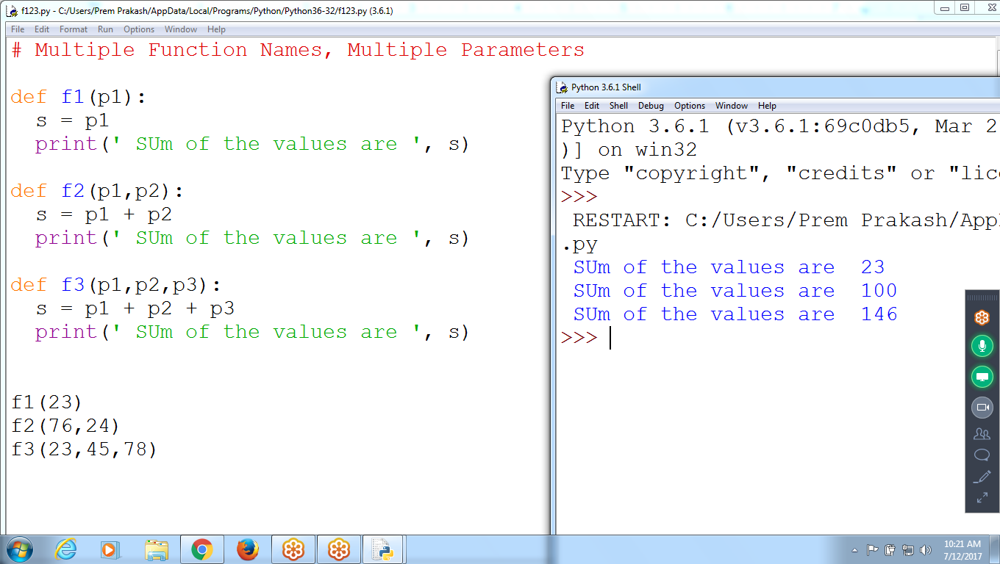 f123.py - C:/Users/Prem Prakash/AppData/Local/Programs/Python/Python36-32/f123.py (3.6.1)
File Edit Format Run Options Window Help
# Multiple Function Names, Multiple Parameters
def f1(p1):
s = p1
print(' SUm of the values are ', s)
def f2(p1,p2):
s = p1 + p2
print(' SUm of the values are ', s)
def f3(p1,p2,p3):
s = p1 + p2 + p3
print(' SUm of the values are ', s)
f1(23)
f2(76,24)
f3(23,45,78)
Python 3.6.1 Shell
File Edit Shell Debug Options Window Help
Python 3.6.1 (v3.6.1:69c0db5, Mar 2
)] on win32
Type "copyright", "credits" or "lic
>>>
RESTART: C:/Users/Prem Prakash/App
.py
SUm of the values are 23
SUm of the values are 100
SUm of the values are 146
>>>
10:21 AM
7/12/2017